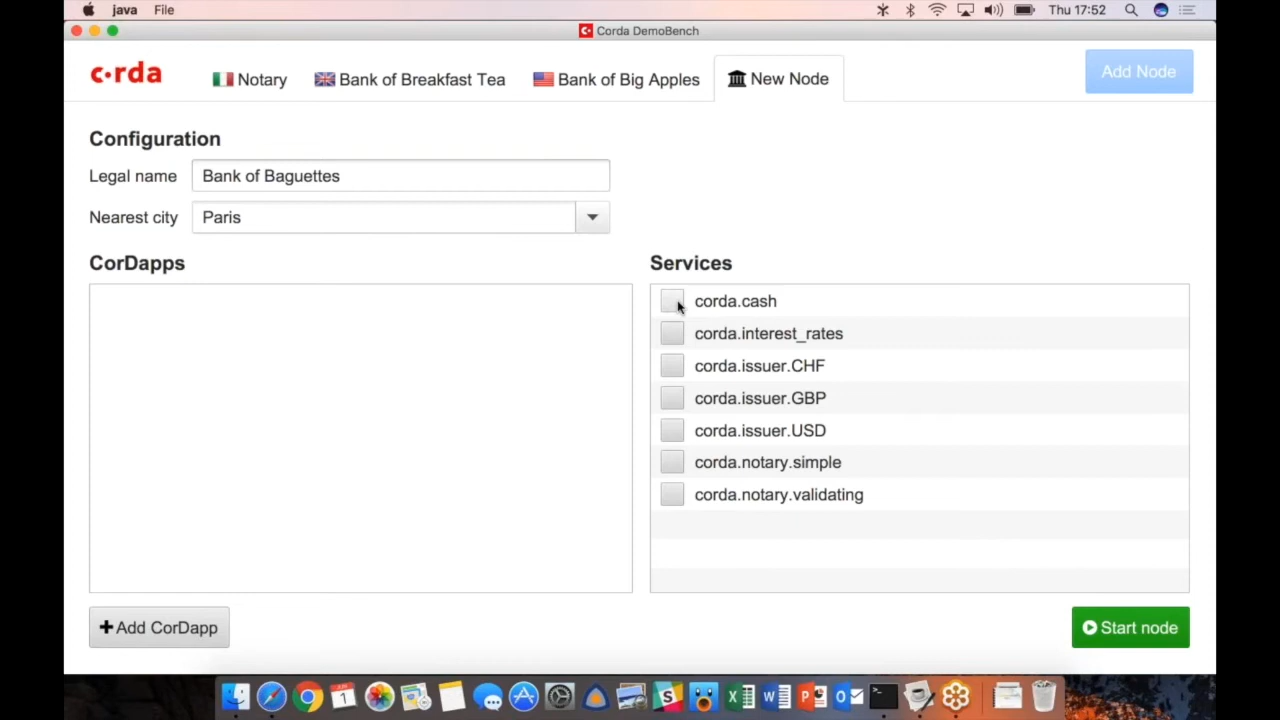 java File Thu 17:52
Corda DemoBench
c·rda Notary Bank of Breakfast Tea Bank of Big Apples New Node Add Node
Configuration
Legal name Bank of Baguettes
Nearest city Paris
CorDapps Services
corda.cash
corda.interest_rates
corda.issuer.CHF
corda.issuer.GBP
corda.issuer.USD
corda.notary.simple
corda.notary.validating
Add CorDapp Start node